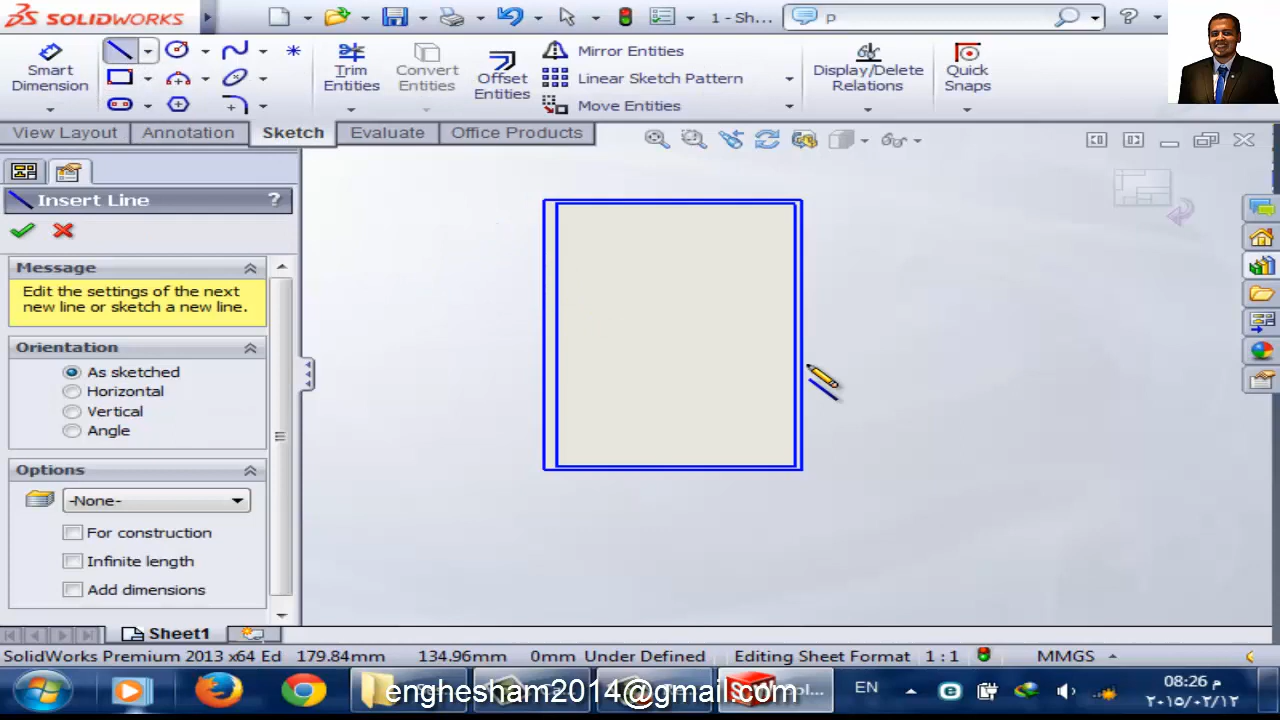 SOLIDWORKS
1 - Sh...
p
Smart
Dimension
Trim
Entities
Convert
Entities
Offset
Entities
Mirror Entities
Linear Sketch Pattern
Move Entities
Display/Delete
Relations
Quick
Snaps
View Layout
Annotation
Sketch
Evaluate
Office Products
Insert Line
?
Message
Edit the settings of the next
new line or sketch a new line.
Orientation
As sketched
Horizontal
Vertical
Angle
Options
-None-
For construction
Infinite length
Add dimensions
Sheet1
SolidWorks Premium 2013 x64 Ed
179.84mm
134.96mm
0mm
Under Defined
Editing Sheet Format
1 : 1
MMGS
enghesham2014@gmail.com
EN
08:26 م
٢٠١٥/٠٢/١٢